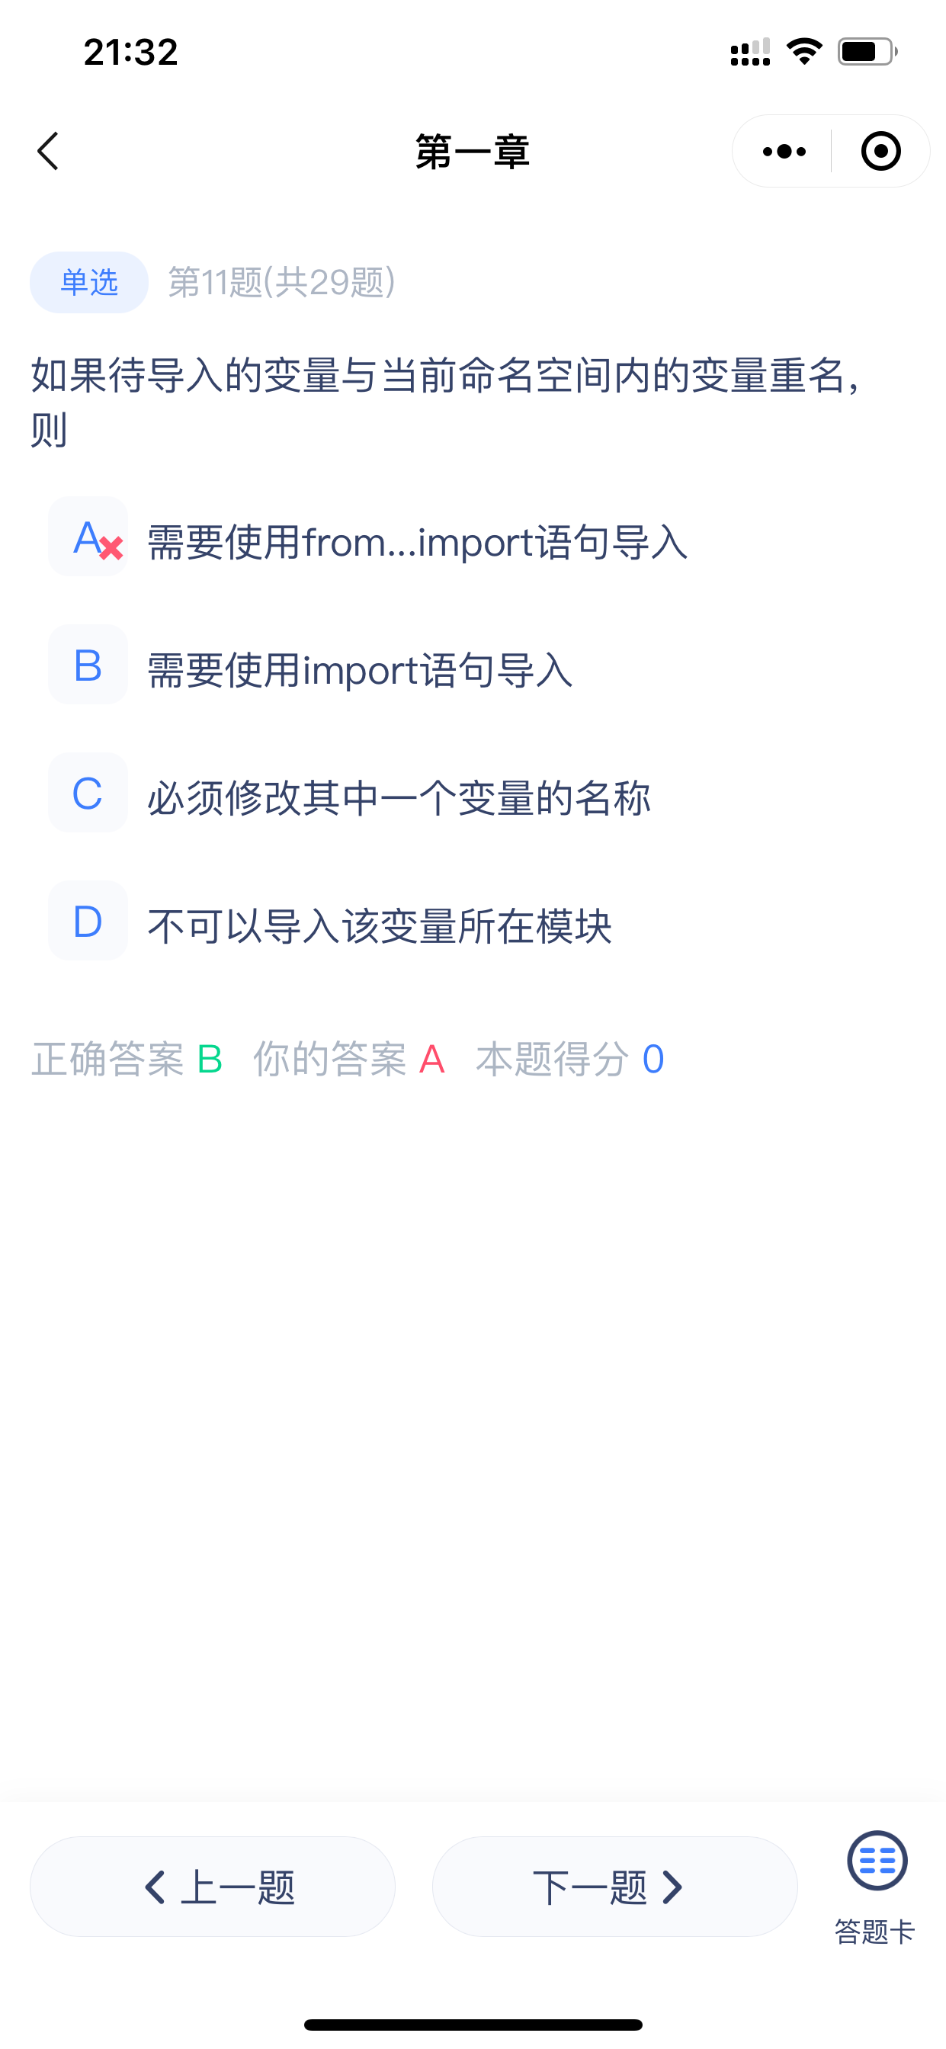 21:32
第一章
单选 第11题(共29题)
如果待导入的变量与当前命名空间内的变量重名，
则
A 需要使用from...import语句导入
B 需要使用import语句导入
C 必须修改其中一个变量的名称
D 不可以导入该变量所在模块
正确答案 B 你的答案 A 本题得分 0
上一题 下一题
答题卡